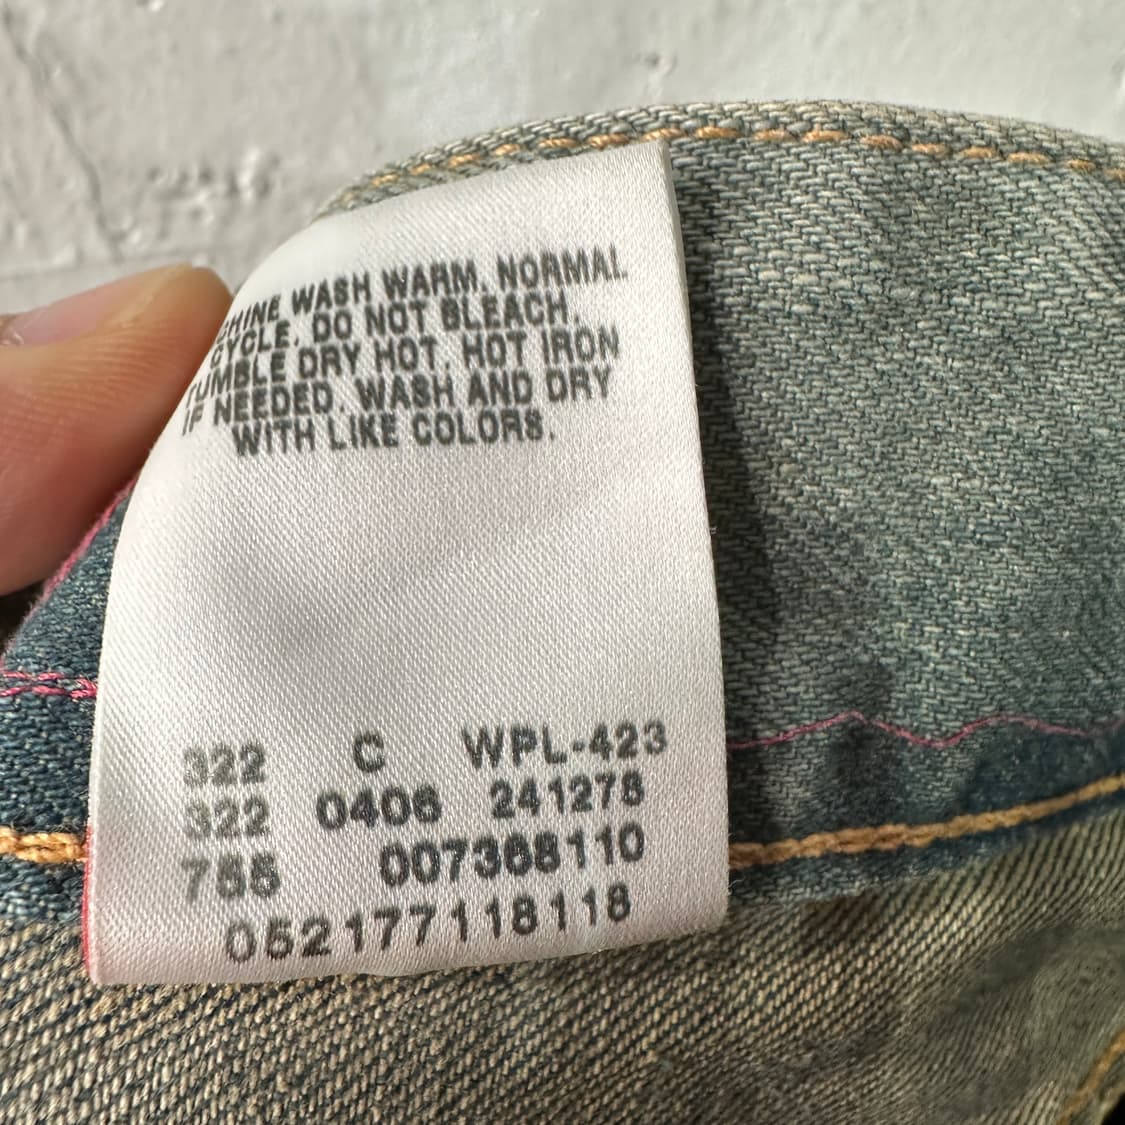 CHINE WASH WARM. NORMAL
CYCLE. DO NOT BLEACH.
TUMBLE DRY HOT. HOT IRON
IF NEEDED. WASH AND DRY
WITH LIKE COLORS.
322 C WPL-423
322 0406 241278
007368110
052177118118